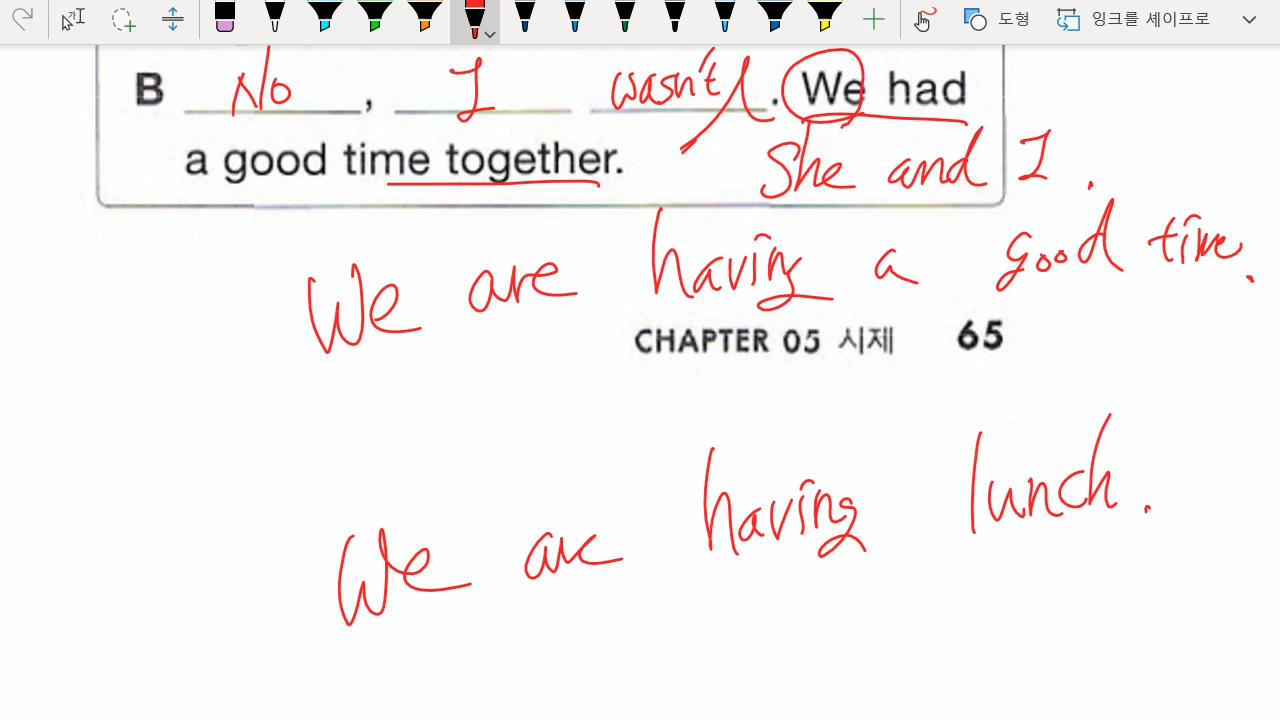 가 도형 잉크를 셰이프로
B No, I wasn't. We had
a good time together.
She and I.
We are having a good time.
CHAPTER 05 시제 65
We are having lunch.